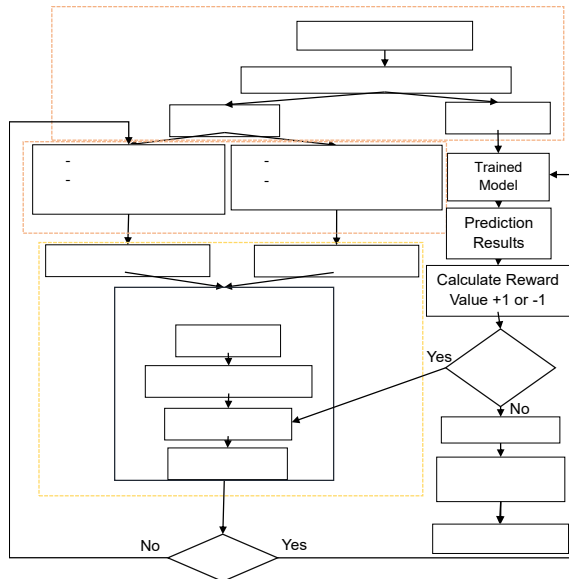 -
-
-
-
Trained
Model
Prediction
Results
Calculate Reward
Value +1 or -1
Yes
No
No
Yes